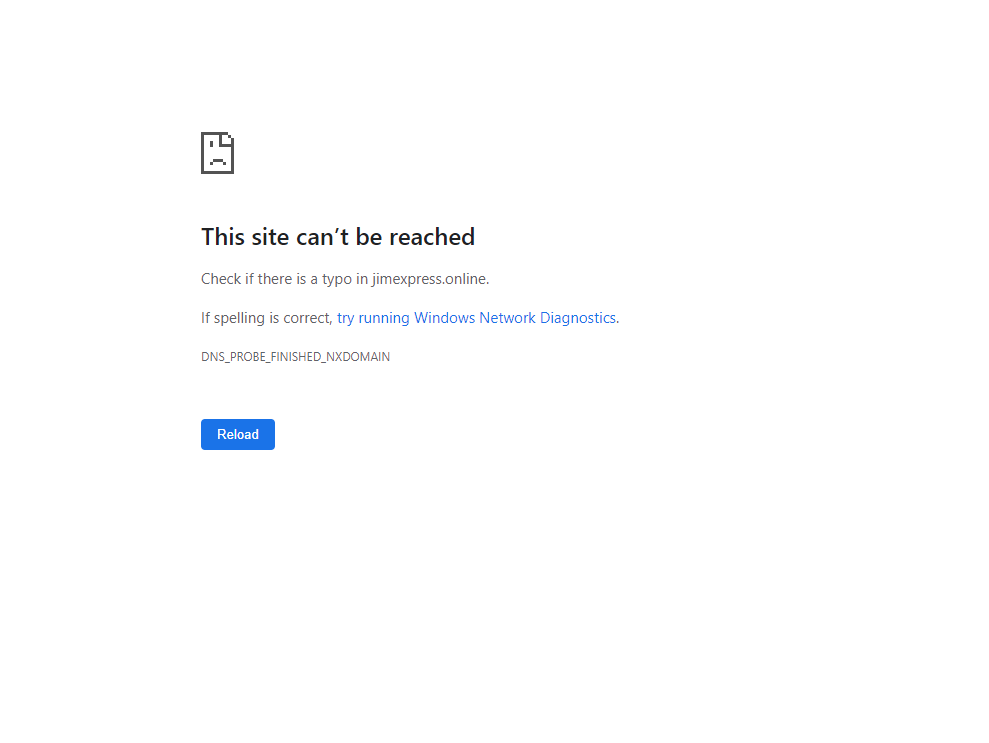 This site can’t be reached
Check if there is a typo in jimexpress.online.
If spelling is correct, try running Windows Network Diagnostics.
DNS_PROBE_FINISHED_NXDOMAIN
Reload